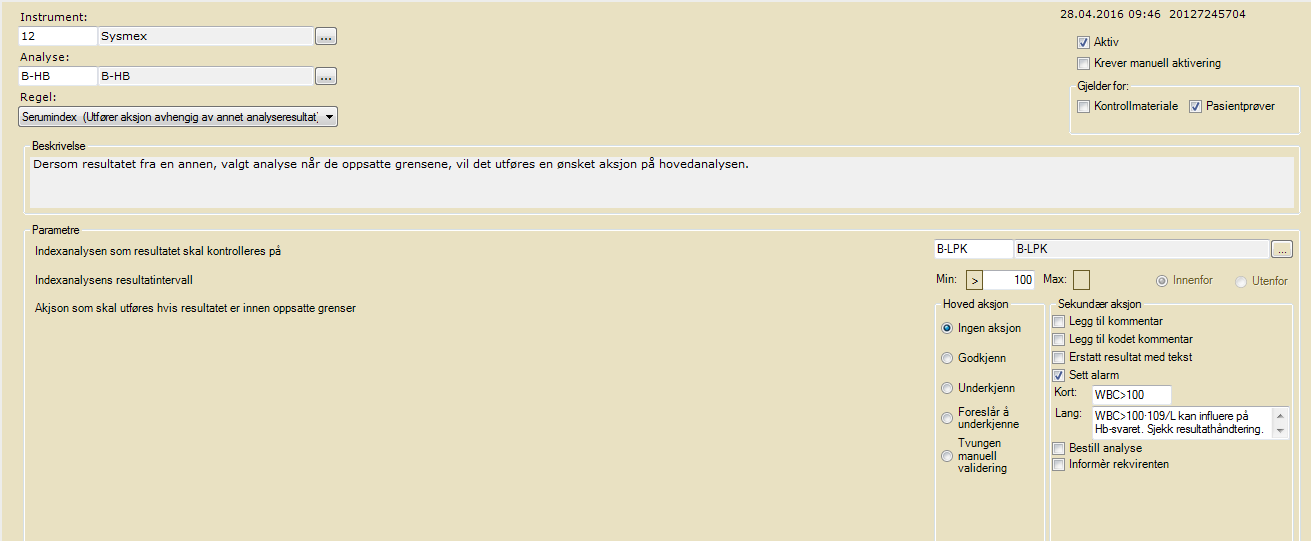 Instrument:
28.04.2016 09:46 20127245704
12 Sysmex ...
Aktiv
Analyse:
Krever manuell aktivering
B-HB B-HB ...
Gjelder for:
Regel:
Kontrollmateriale Pasientprøver
Serumindex (Utfører aksjon avhengig av annet analyseresultat)
Beskrivelse
Dersom resultatet fra en annen, valgt analyse når de oppsatte grensene, vil det utføres en ønsket aksjon på hovedanalysen.
Parametre
Indexanalysen som resultatet skal kontrolleres på B-LPK B-LPK ...
Indexanalysens resultatintervall Min: > 100 Max: Innenfor Utenfor
Akjson som skal utføres hvis resultatet er innen oppsatte grenser
Hoved aksjon
Ingen aksjon
Godkjenn
Underkjenn
Foreslår å
underkjenne
Tvungen
manuell
validering
Sekundær aksjon
Legg til kommentar
Legg til kodet kommentar
Erstatt resultat med tekst
Sett alarm
Kort: WBC>100
Lang: WBC>100·109/L kan influere på
Hb-svaret. Sjekk resultathåndtering.
Bestill analyse
Informèr rekvirenten